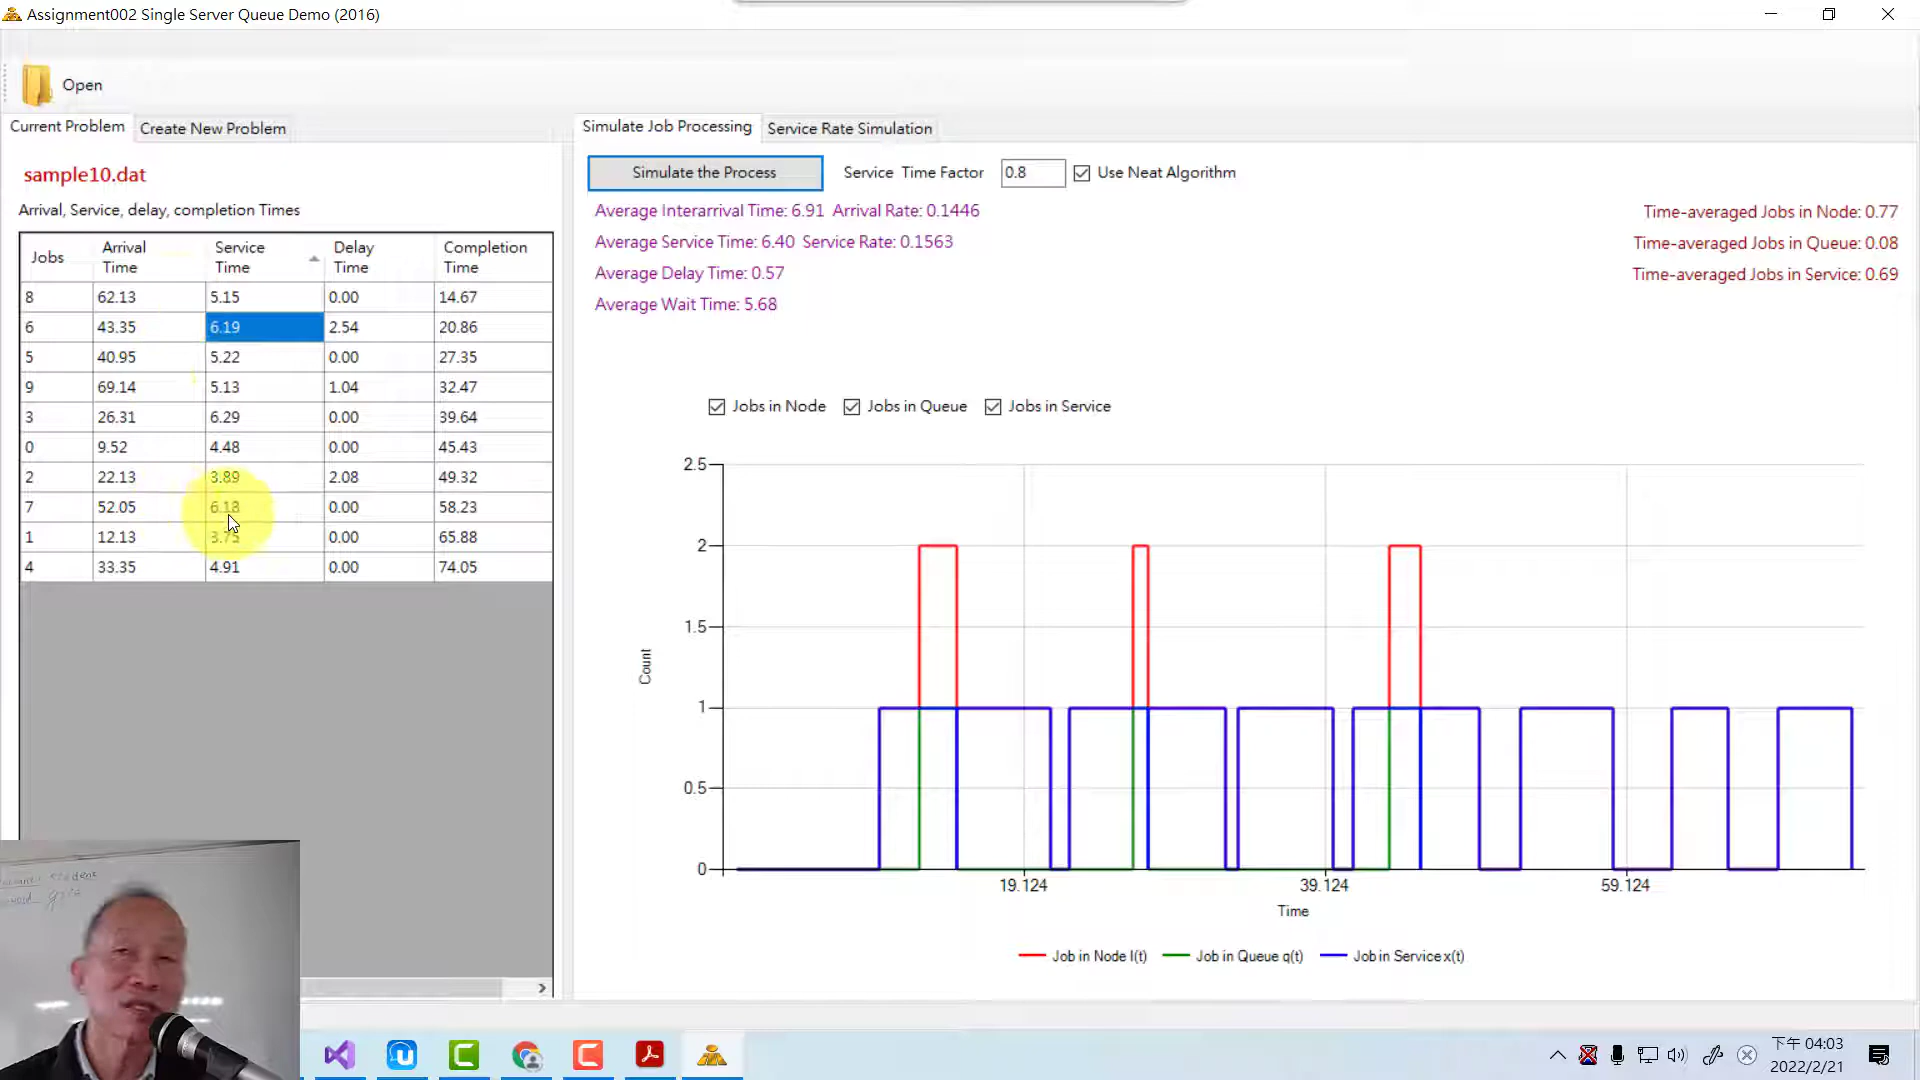 Assignment002 Single Server Queue Demo (2016)
Open
Current Problem
Create New Problem
sample10.dat
Arrival, Service, delay, completion Times
Jobs Arrival Time Service Time Delay Time Completion Time
8 62.13 5.15 0.00 14.67
6 43.35 6.19 2.54 20.86
5 40.95 5.22 0.00 27.35
9 69.14 5.13 1.04 32.47
3 26.31 6.29 0.00 39.64
0 9.52 4.48 0.00 45.43
2 22.13 3.89 2.08 49.32
7 52.05 6.18 0.00 58.23
1 12.13 3.75 0.00 65.88
4 33.35 4.91 0.00 74.05
Simulate Job Processing
Service Rate Simulation
Simulate the Process
Service Time Factor 0.8
Use Neat Algorithm
Average Interarrival Time: 6.91 Arrival Rate: 0.1446
Average Service Time: 6.40 Service Rate: 0.1563
Average Delay Time: 0.57
Average Wait Time: 5.68
Time-averaged Jobs in Node: 0.77
Time-averaged Jobs in Queue: 0.08
Time-averaged Jobs in Service: 0.69
Jobs in Node
Jobs in Queue
Jobs in Service
Count
2.5
2
1.5
1
0.5
0
19.124
39.124
59.124
Time
Job in Node l(t)
Job in Queue q(t)
Job in Service x(t)
student
下午 04:03
2022/2/21